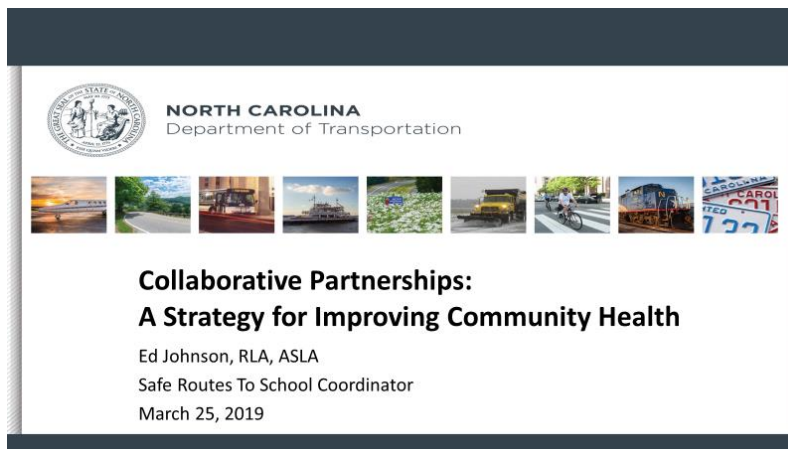 NORTH CAROLINA
Department of Transportation
Collaborative Partnerships:
A Strategy for Improving Community Health
Ed Johnson, RLA, ASLA
Safe Routes To School Coordinator
March 25, 2019